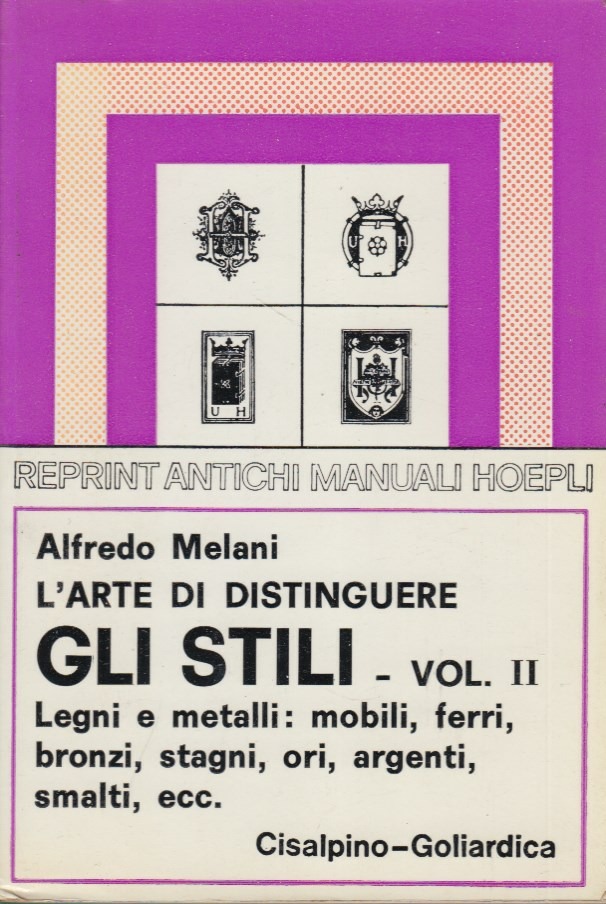 U H
U H
REPRINT ANTICHI MANUALI HOEPLI
Alfredo Melani
L'ARTE DI DISTINGUERE
GLI STILI - VOL. II
Legni e metalli: mobili, ferri,
bronzi, stagni, ori, argenti,
smalti, ecc.
Cisalpino-Goliardica